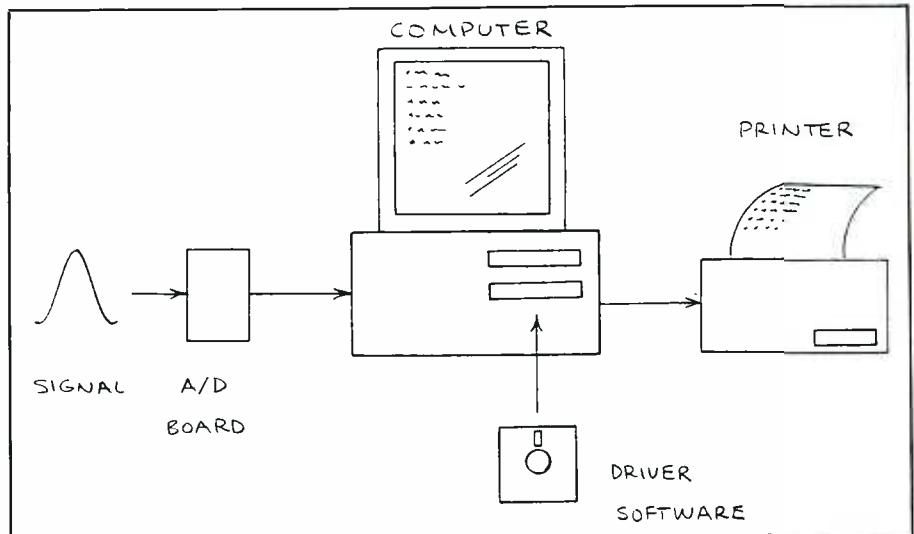 COMPUTER
PRINTER
SIGNAL
A/D
BOARD
DRIVER
SOFTWARE